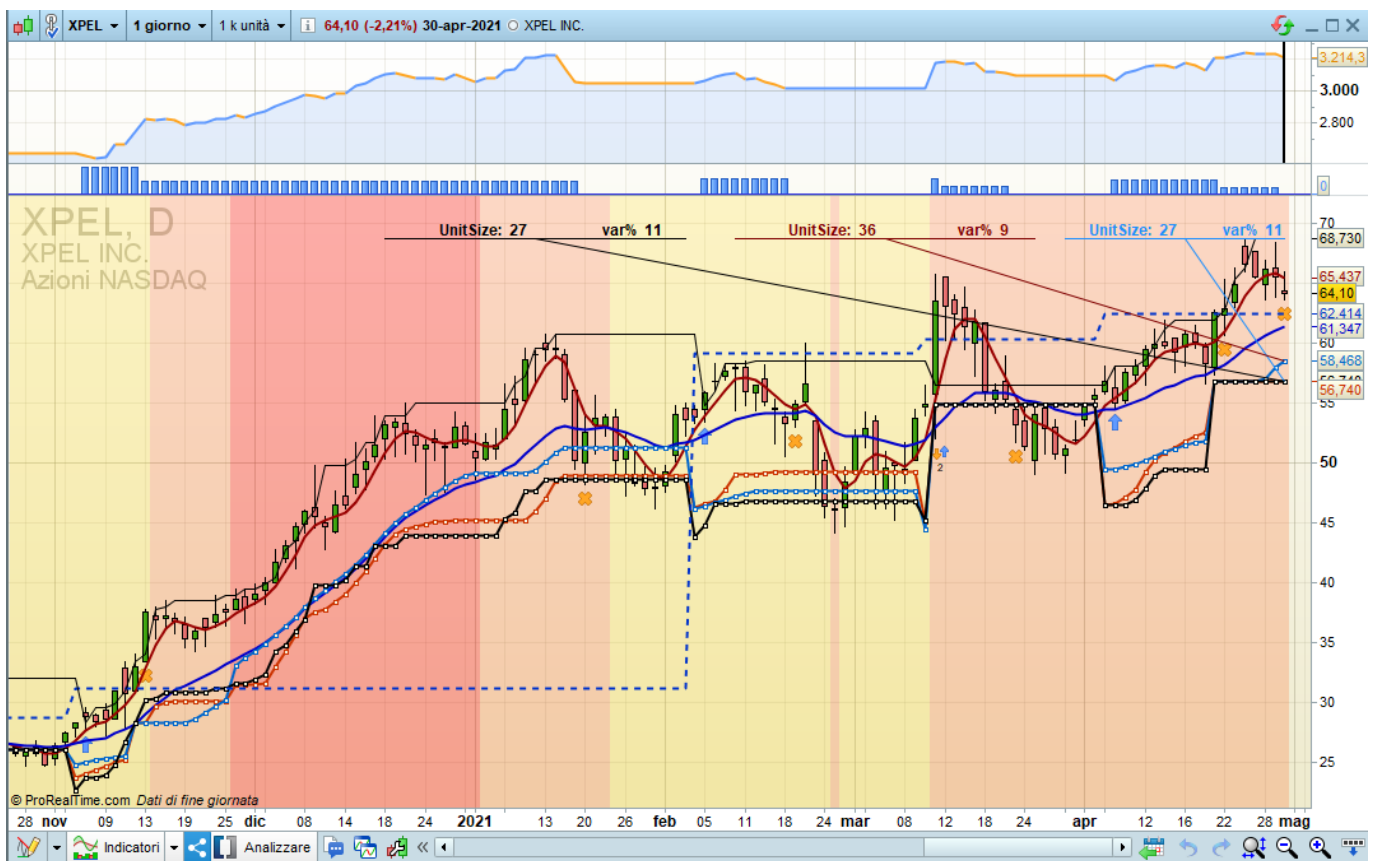 XPEL 1 giorno 1 k unità i 64,10 (-2,21%) 30-apr-2021 XPEL INC.
3.214,3
3.000
2.800
0
XPEL, D
XPEL INC.
Azioni NASDAQ
UnitSize: 27 var% 11 UnitSize: 36 var% 9 UnitSize: 27 var% 11
70
68,730
65,437
64,10
62,414
61,347
60
58,468
56,740
55
50
2
45
40
35
30
25
© ProRealTime.com Dati di fine giornata
28 nov 09 13 19 25 dic 08 14 18 24 2021 13 20 26 feb 05 11 18 24 mar 08 12 18 24 apr 12 16 22 28 mag
Indicatori Analizzare